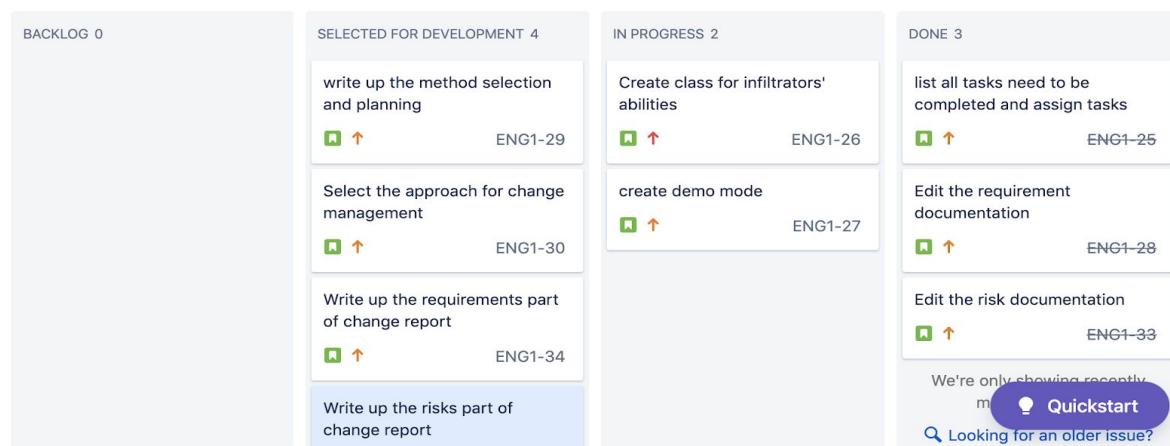 BACKLOG 0
SELECTED FOR DEVELOPMENT 4
write up the method selection
and planning
ENG1-29
Select the approach for change
management
ENG1-30
Write up the requirements part
of change report
ENG1-34
Write up the risks part of
change report
IN PROGRESS 2
Create class for infiltrators'
abilities
ENG1-26
create demo mode
ENG1-27
DONE 3
list all tasks need to be
completed and assign tasks
ENG1-25
Edit the requirement
documentation
ENG1-28
Edit the risk documentation
ENG1-33
We're only showing recently
Quickstart
Looking for an older issue?